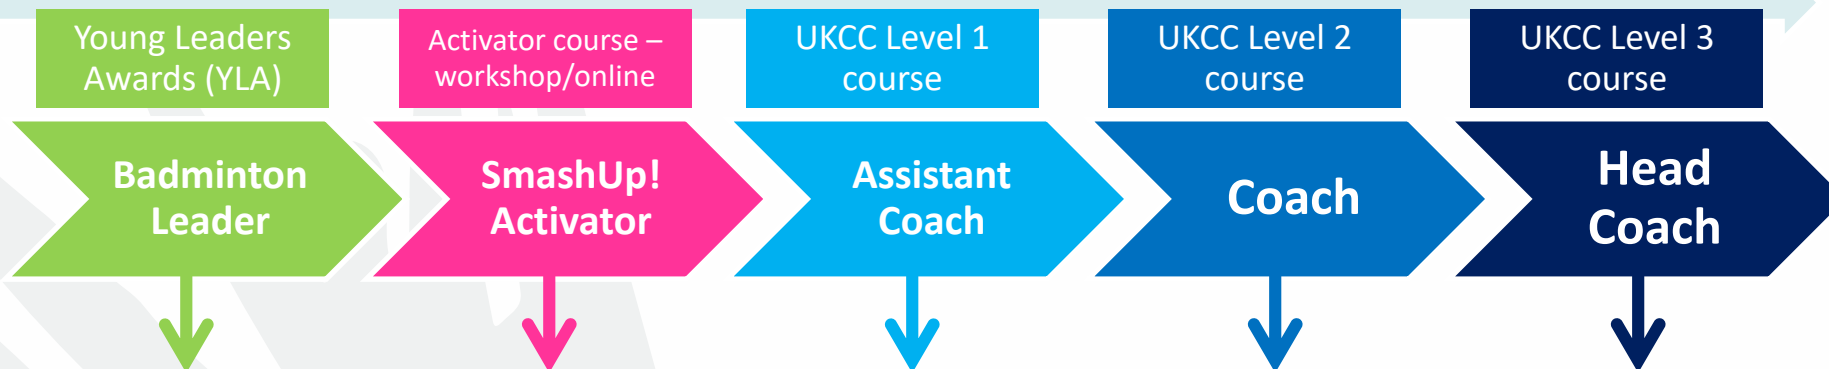 Young Leaders
Awards (YLA)
Activator course –
workshop/online
UKCC Level 1
course
UKCC Level 2
course
UKCC Level 3
course
Badminton
Leader
SmashUp!
Activator
Assistant
Coach
Coach
Head
Coach